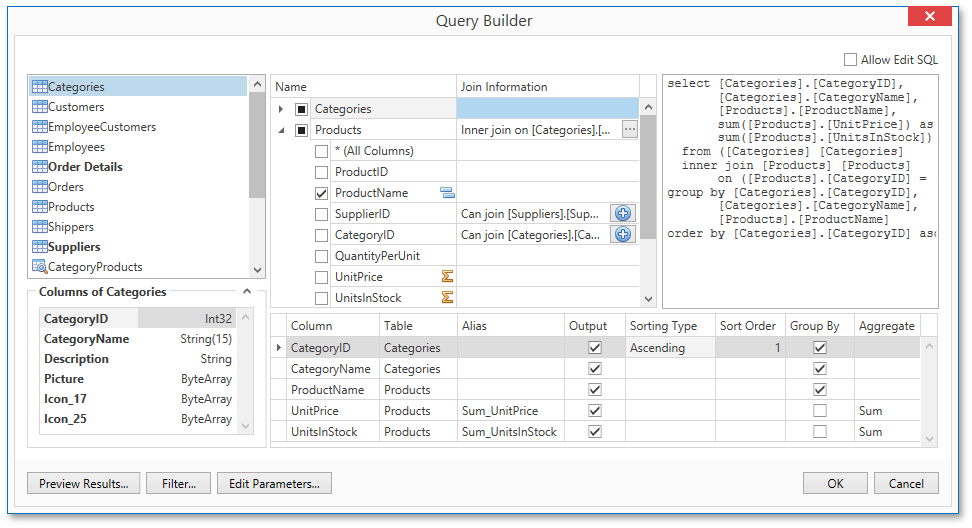 Query Builder
Allow Edit SQL
Categories
Customers
EmployeeCustomers
Employees
Order Details
Orders
Products
Shippers
Suppliers
CategoryProducts
Columns of Categories
CategoryID Int32
CategoryName String(15)
Description String
Picture ByteArray
Icon_17 ByteArray
Icon_25 ByteArray
Name Join Information
Categories
Products Inner join on [Categories].[... ...
* (All Columns)
ProductID
ProductName
SupplierID Can join [Suppliers].[Sup...
CategoryID Can join [Categories].[Ca...
QuantityPerUnit
UnitPrice
UnitsInStock
select [Categories].[CategoryID],
[Categories].[CategoryName],
[Products].[ProductName],
sum([Products].[UnitPrice]) as
sum([Products].[UnitsInStock])
from ([Categories] [Categories]
inner join [Products] [Products]
on ([Products].[CategoryID] =
group by [Categories].[CategoryID],
[Categories].[CategoryName],
[Products].[ProductName]
order by [Categories].[CategoryID] asc
Column Table Alias Output Sorting Type Sort Order Group By Aggregate
CategoryID Categories Ascending 1
CategoryName Categories
ProductName Products
UnitPrice Products Sum_UnitPrice Sum
UnitsInStock Products Sum_UnitsInStock Sum
Preview Results... Filter... Edit Parameters... OK Cancel